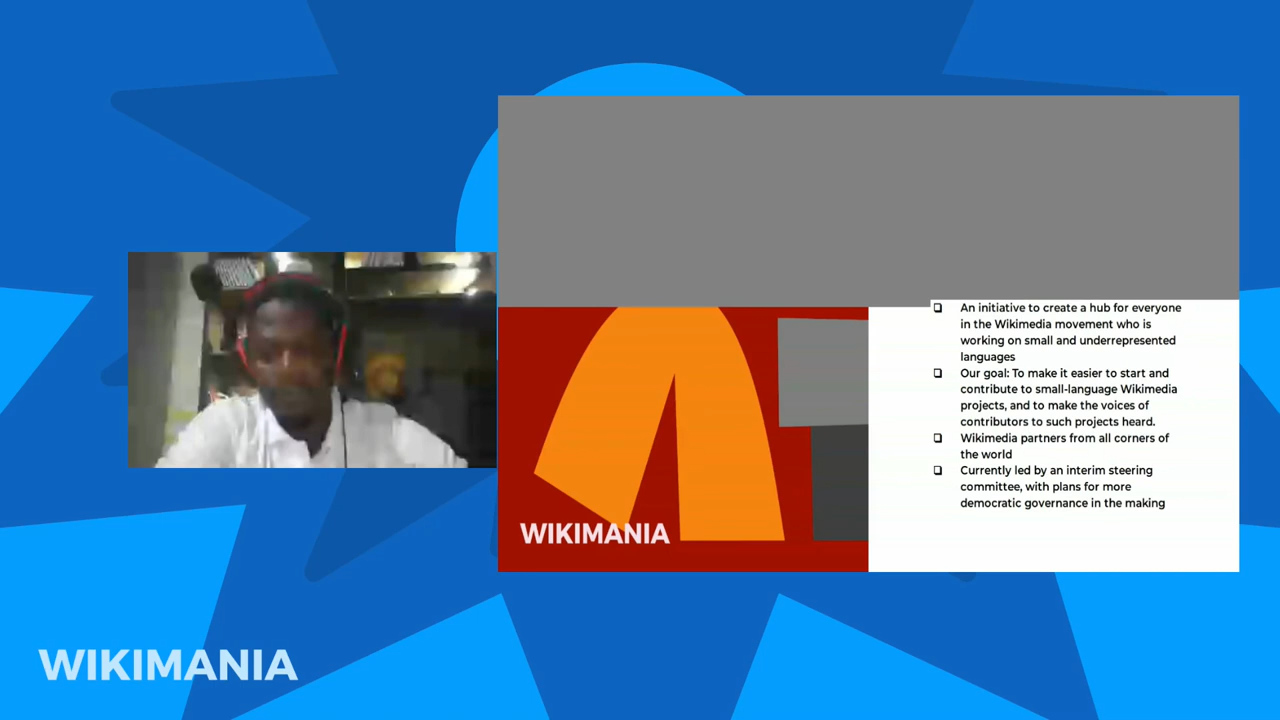 ❏ An initiative to create a hub for everyone
in the Wikimedia movement who is
working on small and underrepresented
languages
❏ Our goal: To make it easier to start and
contribute to small-language Wikimedia
projects, and to make the voices of
contributors to such projects heard.
❏ Wikimedia partners from all corners of
the world
❏ Currently led by an interim steering
committee, with plans for more
democratic governance in the making
WIKIMANIA
WIKIMANIA